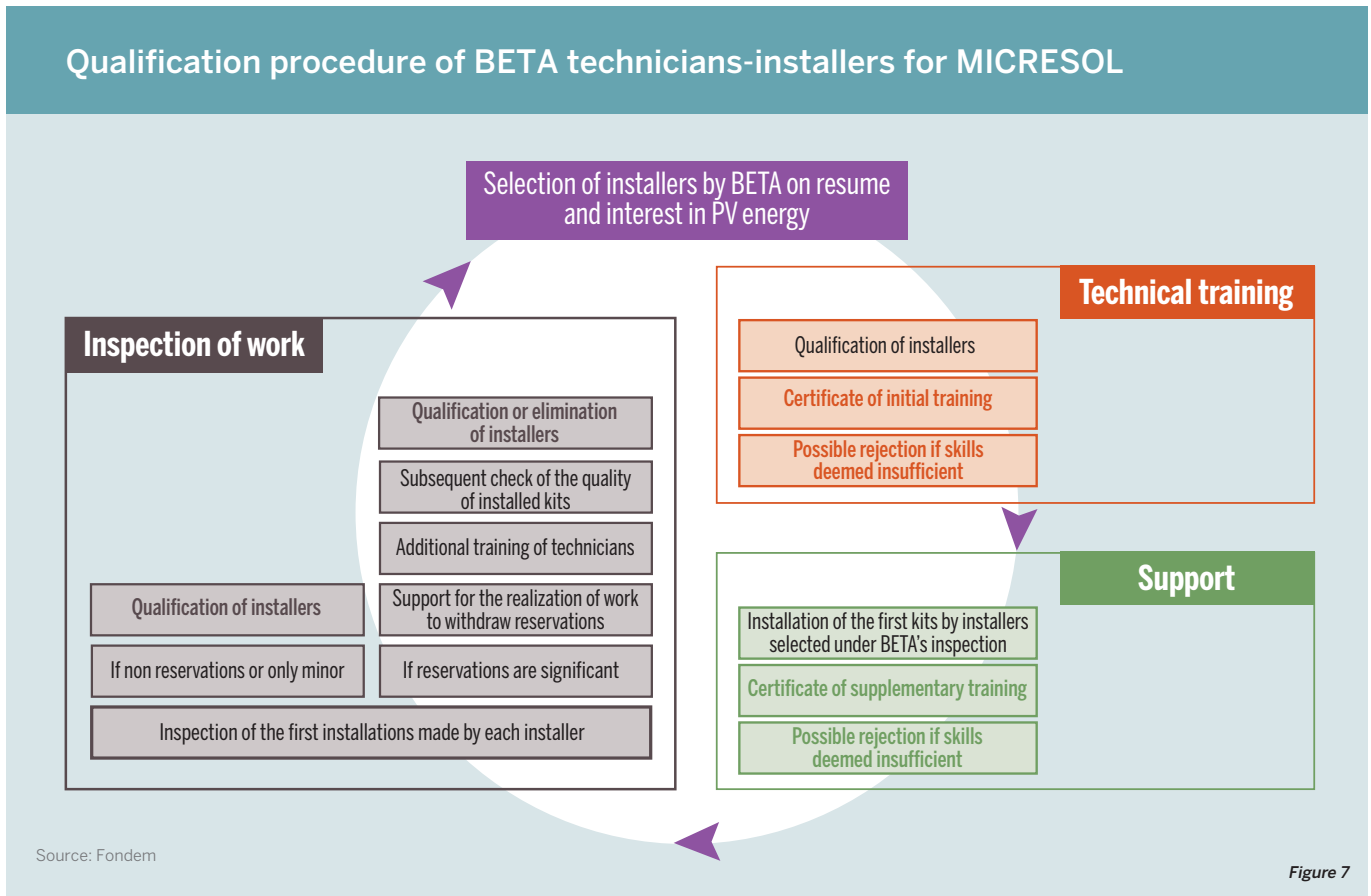 Qualification procedure of BETA technicians-installers for MICRESOL
Selection of installers by BETA on resume
and interest in PV energy
Technical training
Qualification of installers
Certificate of initial training
Possible rejection if skills
deemed insufficient
Support
Installation of the first kits by installers
selected under BETA’s inspection
Certificate of supplementary training
Possible rejection if skills
deemed insufficient
Inspection of work
Qualification or elimination
of installers
Subsequent check of the quality
of installed kits
Additional training of technicians
Qualification of installers
Support for the realization of work
to withdraw reservations
If non reservations or only minor
If reservations are significant
Inspection of the first installations made by each installer
Source: Fondem
Figure 7